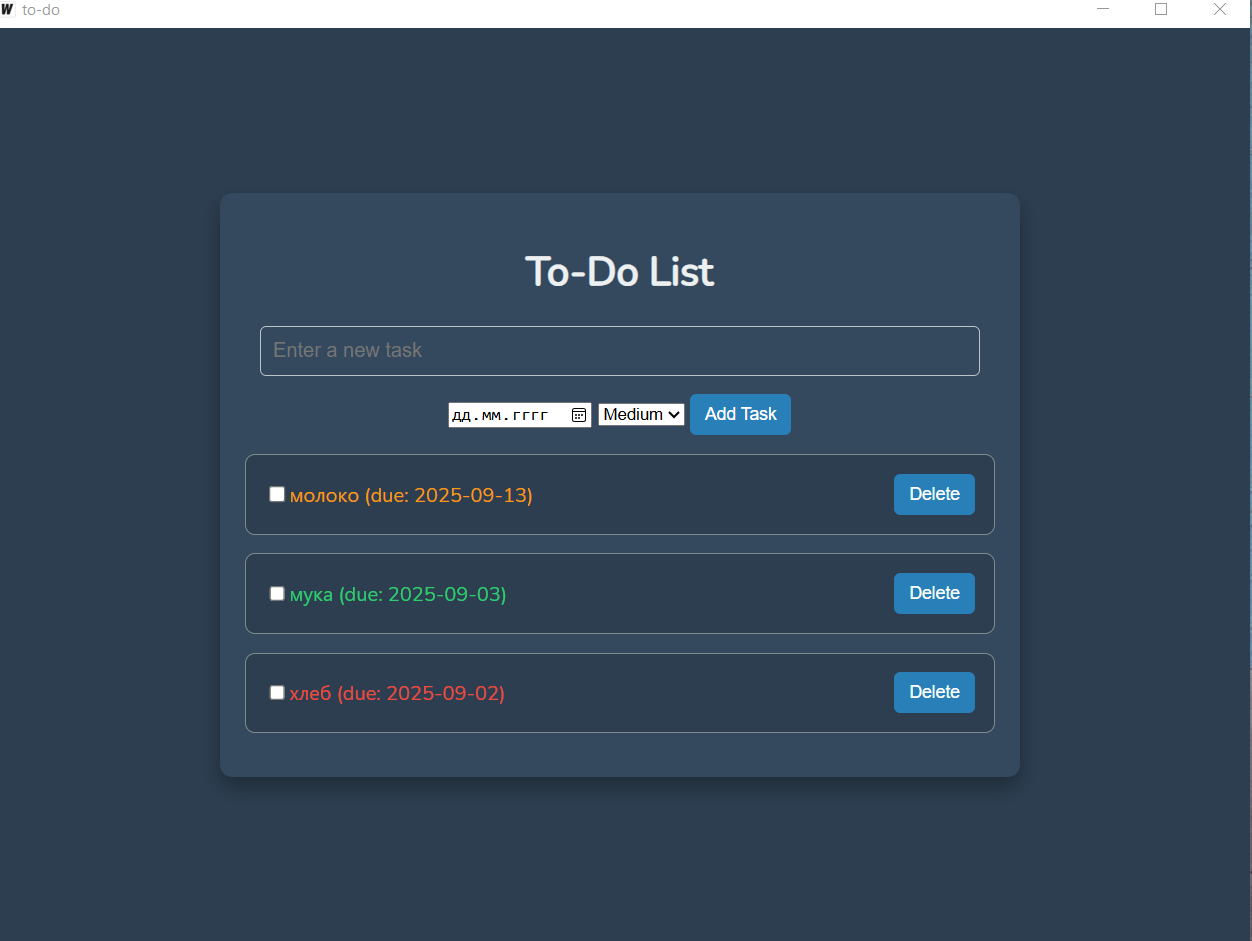 W to-do
To-Do List
Enter a new task
дд.мм.гггг Medium Add Task
молоко (due: 2025-09-13) Delete
мука (due: 2025-09-03) Delete
хлеб (due: 2025-09-02) Delete